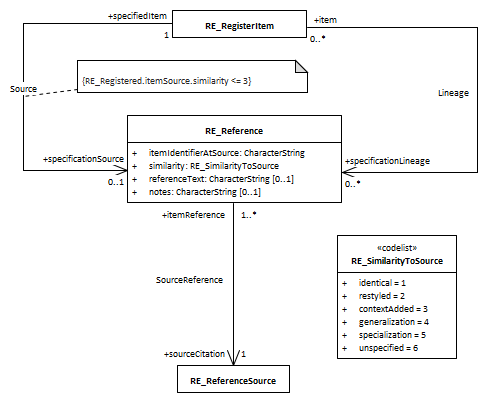 +specifiedItem
1
RE_RegisterItem
+item
0..*
{RE_Registered.itemSource.similarity <= 3}
Source
Lineage
RE_Reference
+ itemIdentifierAtSource: CharacterString
+ similarity: RE_SimilarityToSource
+ referenceText: CharacterString [0..1]
+ notes: CharacterString [0..1]
+specificationSource
0..1
+specificationLineage
0..*
+itemReference 1..*
SourceReference
+sourceCitation 1
RE_ReferenceSource
«codelist»
RE_SimilarityToSource
+ identical = 1
+ restyled = 2
+ contextAdded = 3
+ generalization = 4
+ specialization = 5
+ unspecified = 6